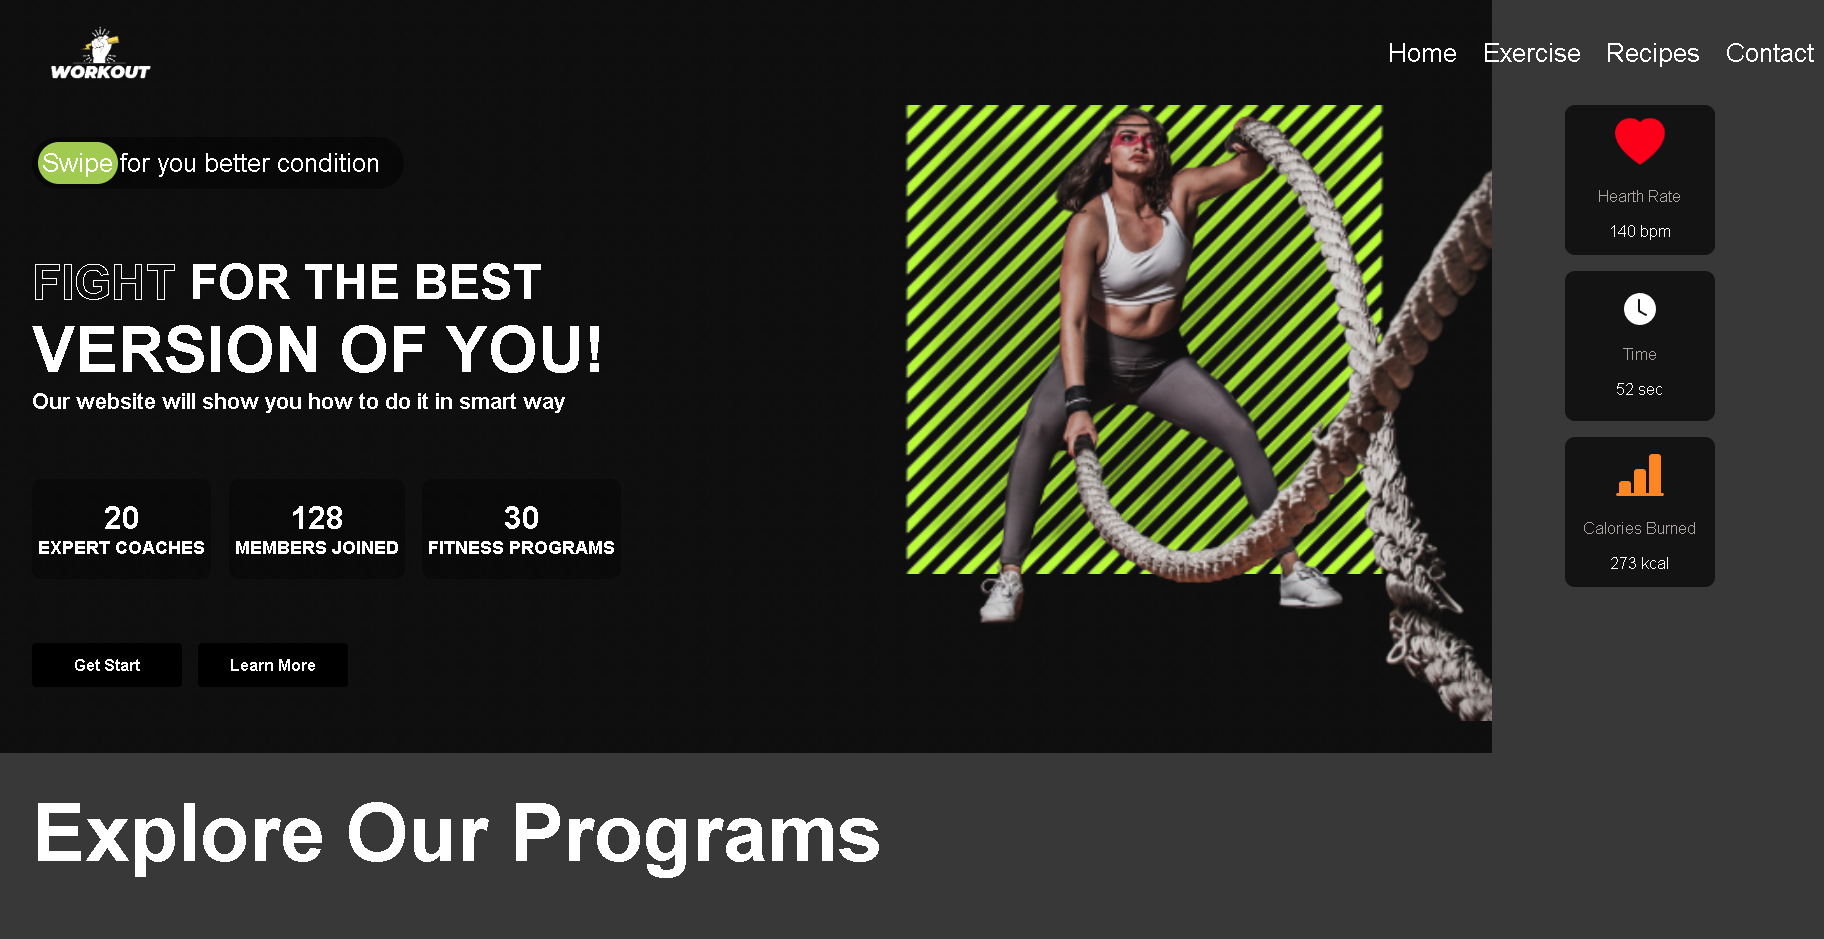 WORKOUT
Home Exercise Recipes Contact
Swipe for you better condition
FIGHT FOR THE BEST
VERSION OF YOU!
Our website will show you how to do it in smart way
20
EXPERT COACHES
128
MEMBERS JOINED
30
FITNESS PROGRAMS
Get Start
Learn More
Hearth Rate
140 bpm
Time
52 sec
Calories Burned
273 kcal
Explore Our Programs